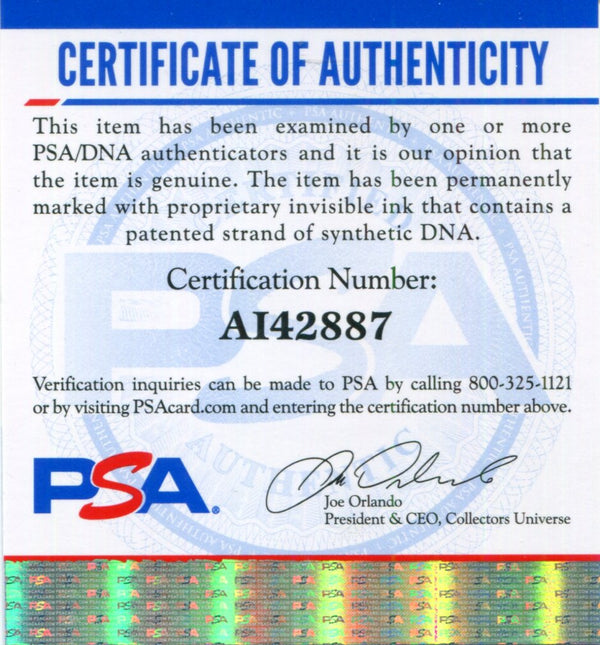 CERTIFICATE OF AUTHENTICITY
This item has been examined by one or more
PSA/DNA authenticators and it is our opinion that
the item is genuine. The item has been permanently
marked with proprietary invisible ink that contains a
patented strand of synthetic DNA.
Certification Number:
AI42887
Verification inquiries can be made to PSA by calling 800-325-1121
or by visiting PSAcard.com and entering the certification number above.
PSA.
Joe Orlando
President & CEO, Collectors Universe